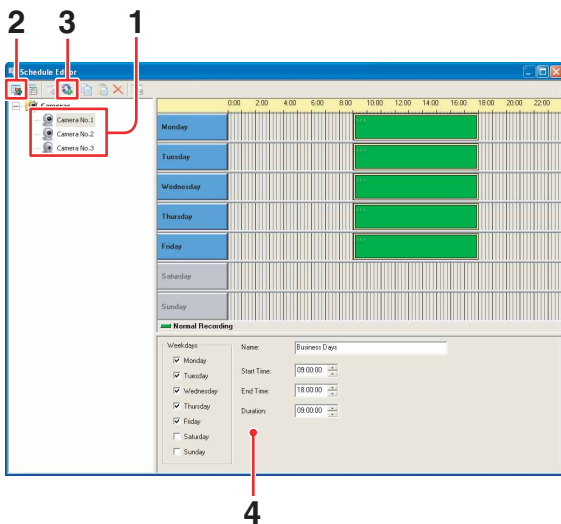 2 3 1
Schedule Editor
Cameras
0:00 2:00 4:00 6:00 8:00 10:00 12:00 14:00 16:00 18:00 20:00 22:00
Camera No.1
Camera No.2
Camera No.3
Monday
Tuesday
Wednesday
Thursday
Friday
Saturday
Sunday
Normal Recording
Weekdays
Monday
Tuesday
Wednesday
Thursday
Friday
Saturday
Sunday
Name: Business Days
Start Time: 09:00:00
End Time: 18:00:00
Duration: 09:00:00
4